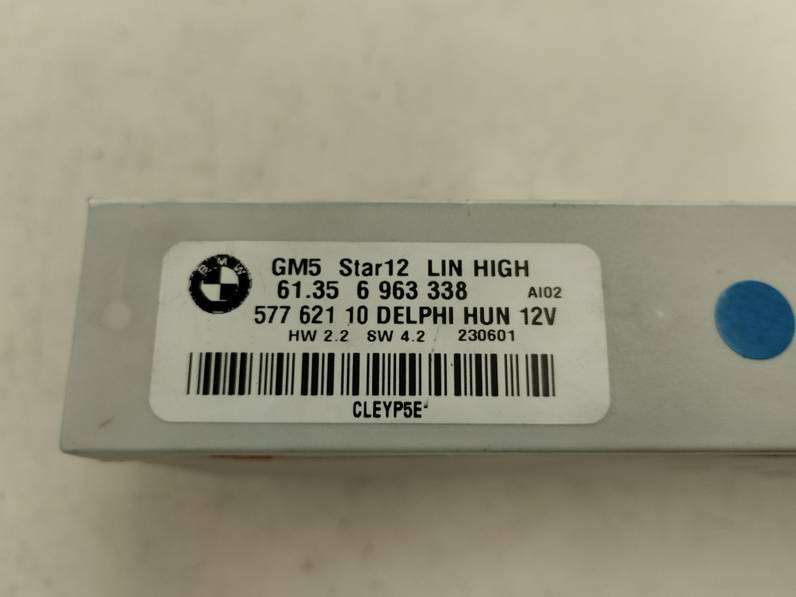 BMW
GM5 Star12 LIN HIGH
61.35 6 963 338 AI02
577 621 10 DELPHI HUN 12V
HW 2.2 SW 4.2 230601
CLEYP5E